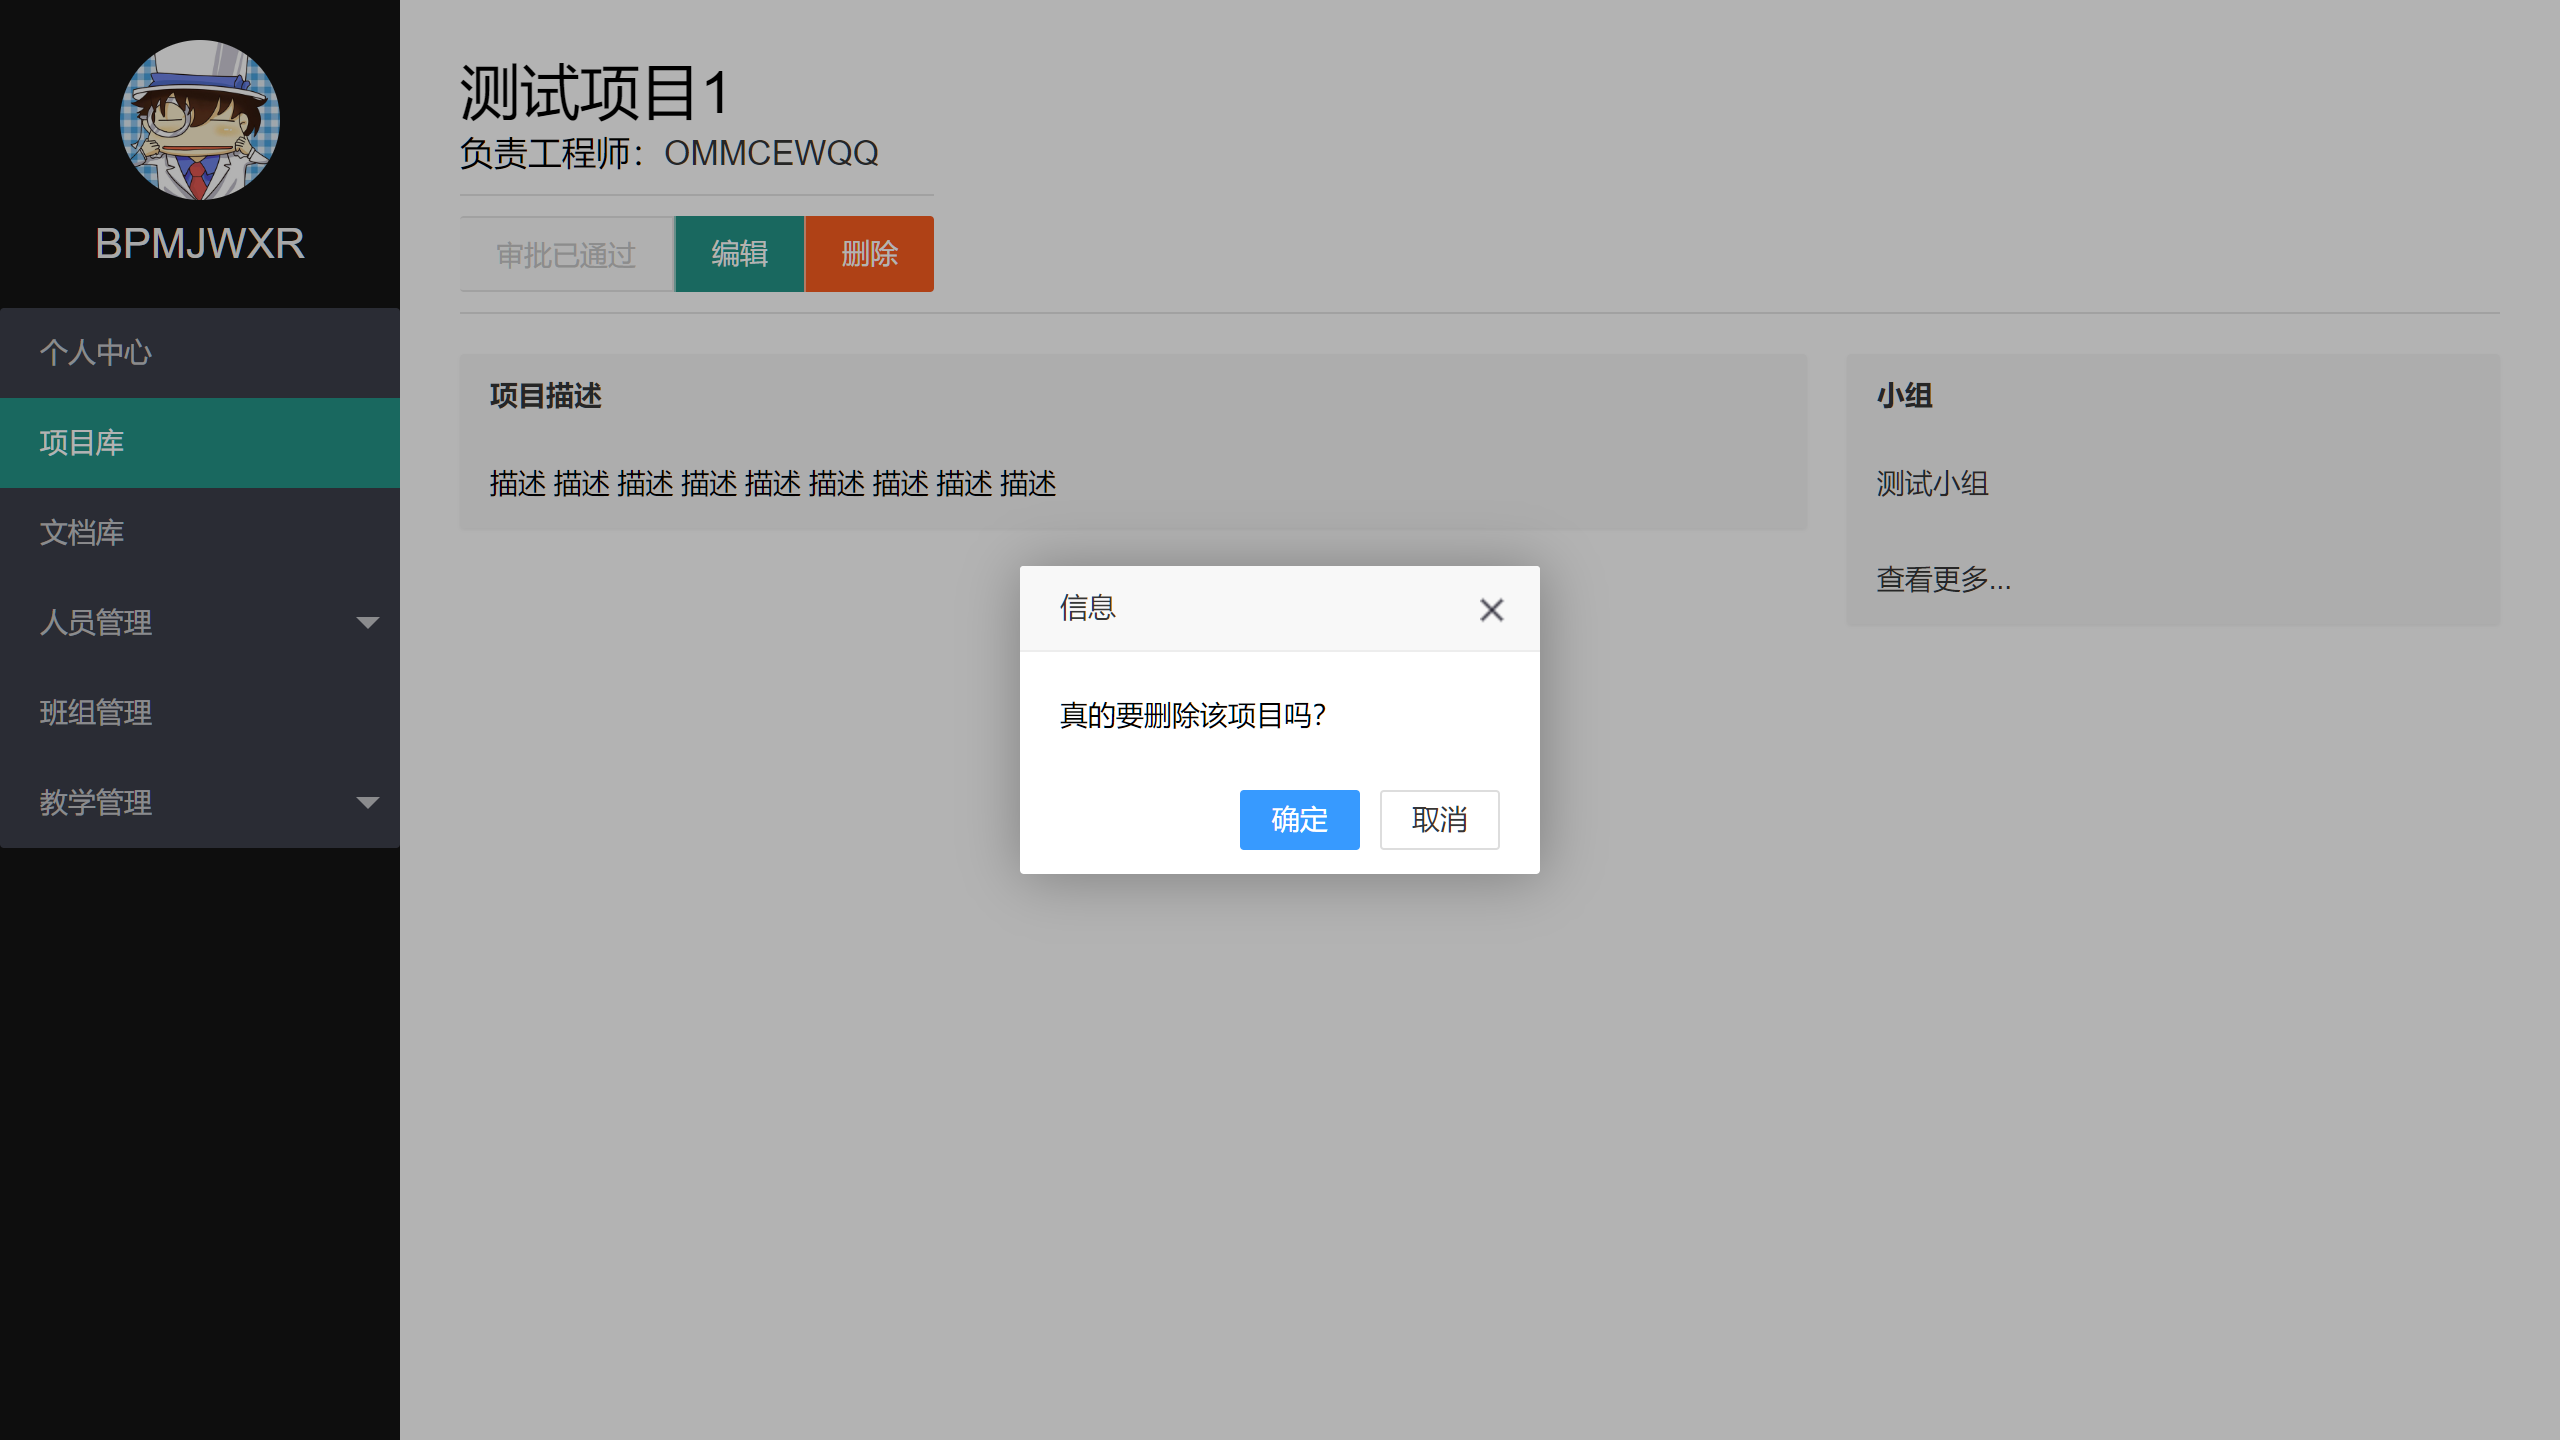 BPMJWXR
个人中心
项目库
文档库
人员管理
班组管理
教学管理
测试项目1
负责工程师：OMMCEWQQ
审批已通过 编辑 删除
项目描述
描述 描述 描述 描述 描述 描述 描述 描述 描述
小组
测试小组
查看更多...
信息
真的要删除该项目吗？
确定 取消